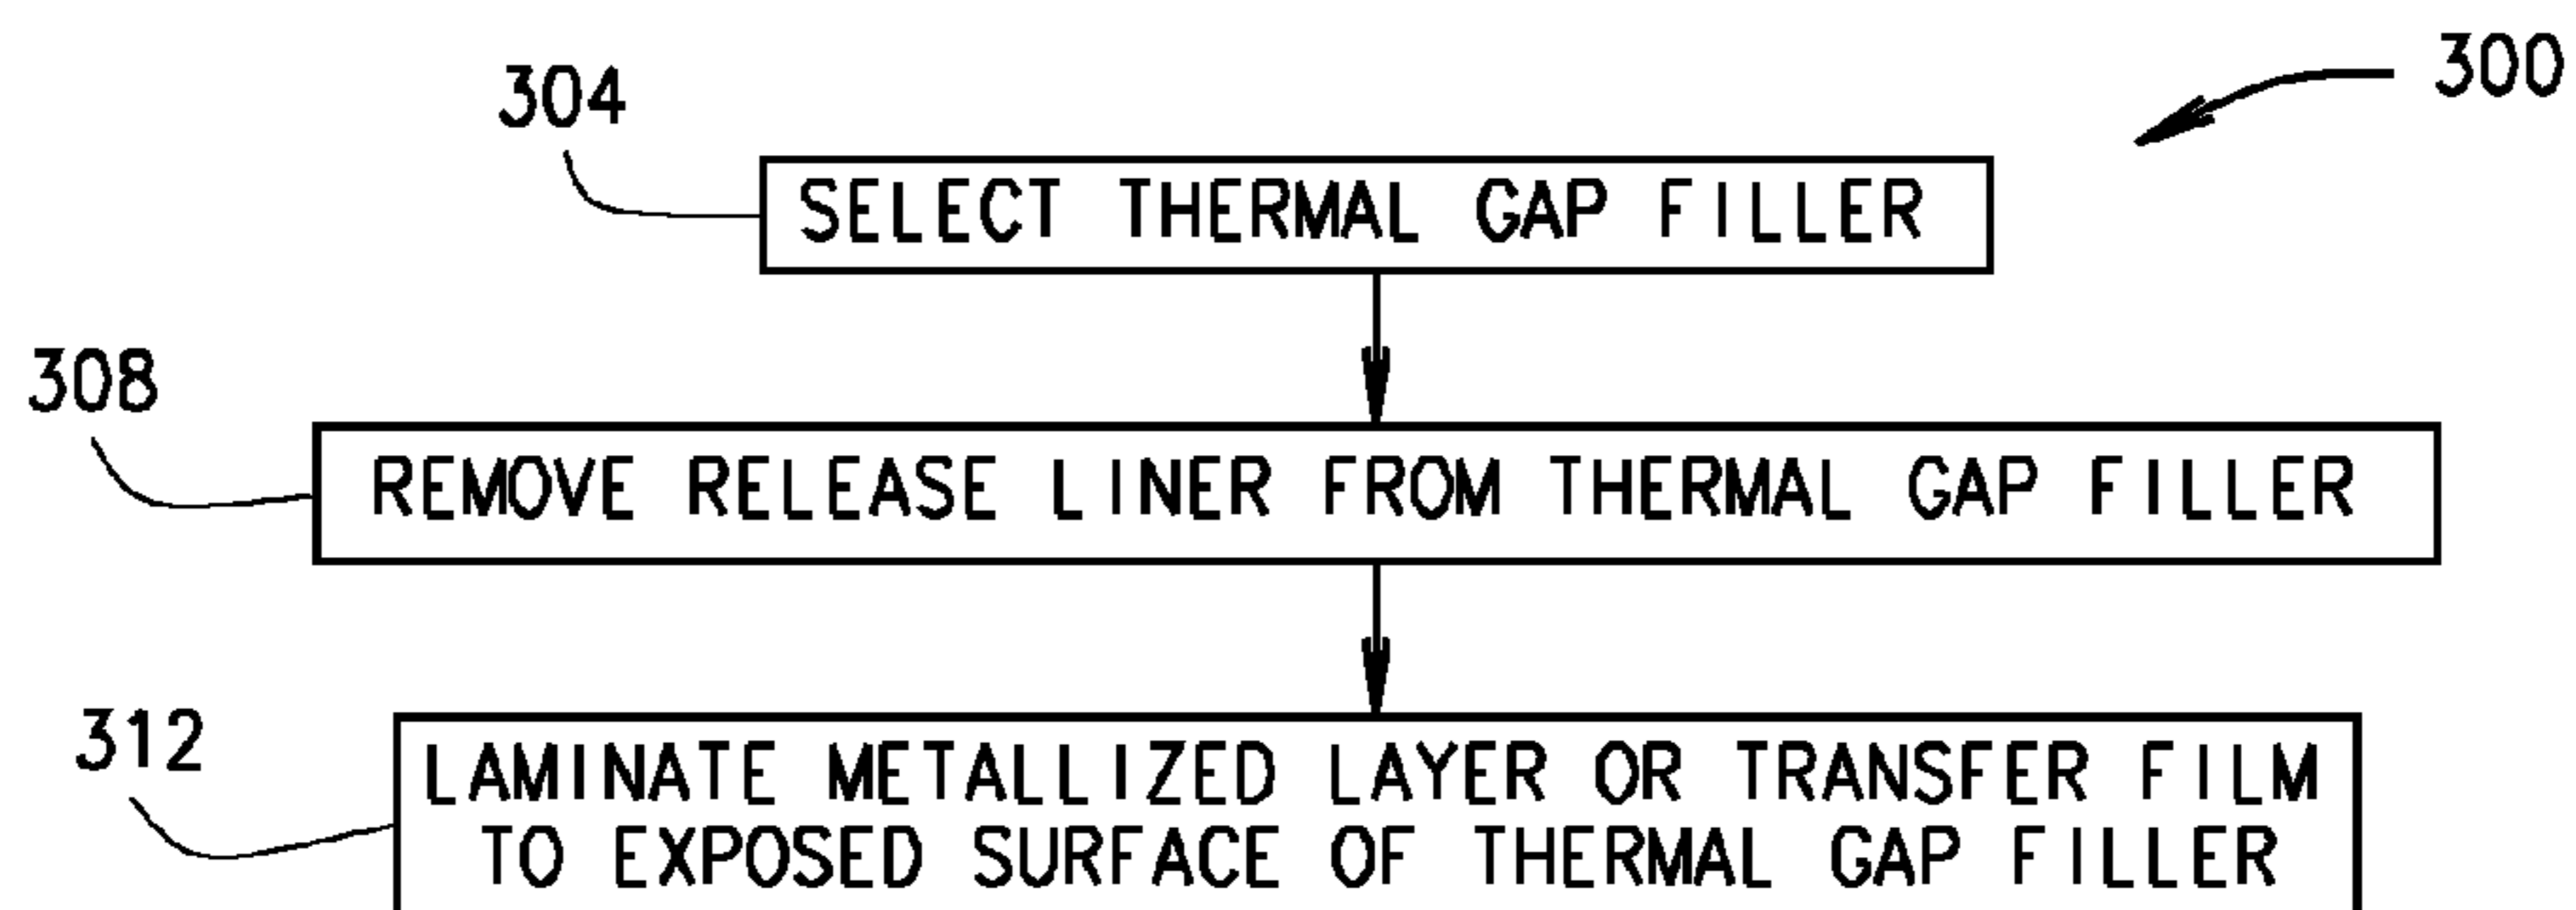 300
304
SELECT THERMAL GAP FILLER
308
REMOVE RELEASE LINER FROM THERMAL GAP FILLER
312
LAMINATE METALLIZED LAYER OR TRANSFER FILM
TO EXPOSED SURFACE OF THERMAL GAP FILLER